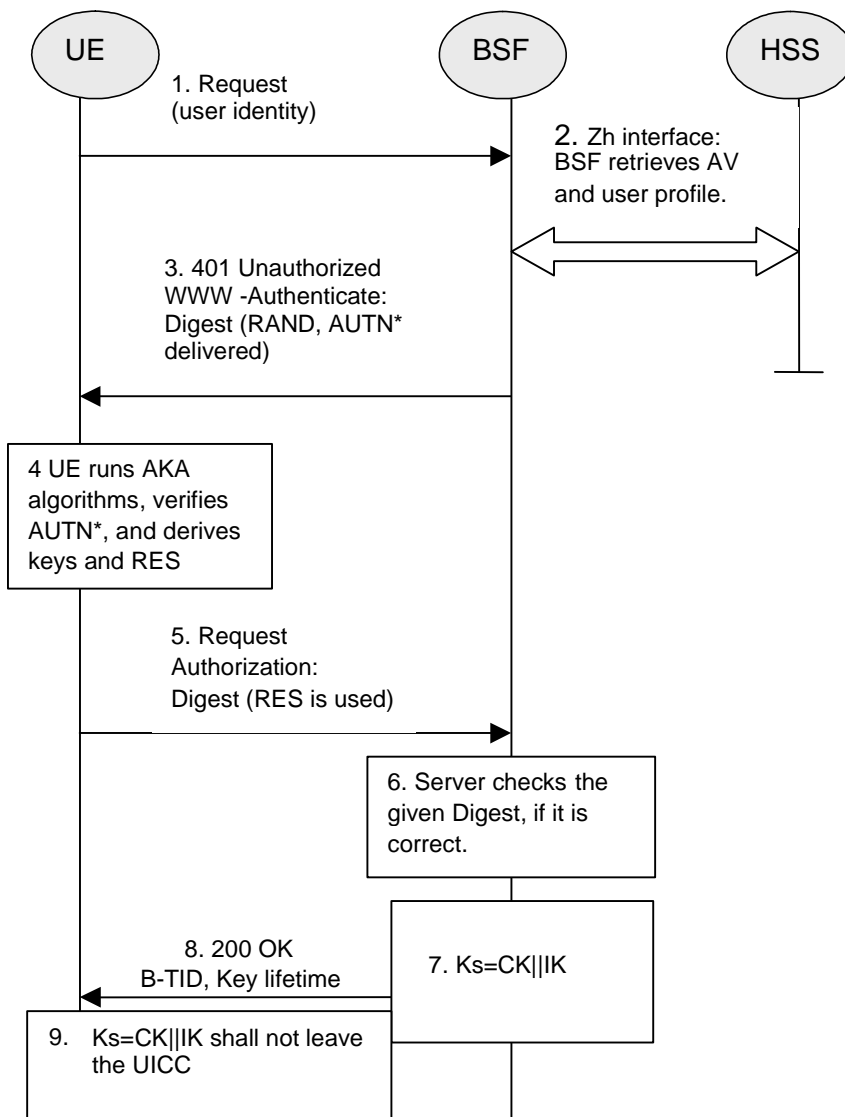 UE
BSF
HSS
1. Request
(user identity)
2. Zh interface:
BSF retrieves AV
and user profile.
3. 401 Unauthorized
WWW -Authenticate:
Digest (RAND, AUTN*
delivered)
4 UE runs AKA
algorithms, verifies
AUTN*, and derives
keys and RES
5. Request
Authorization:
Digest (RES is used)
6. Server checks the
given Digest, if it is
correct.
7. Ks=CK||IK
8. 200 OK
B-TID, Key lifetime
9. Ks=CK||IK shall not leave
the UICC